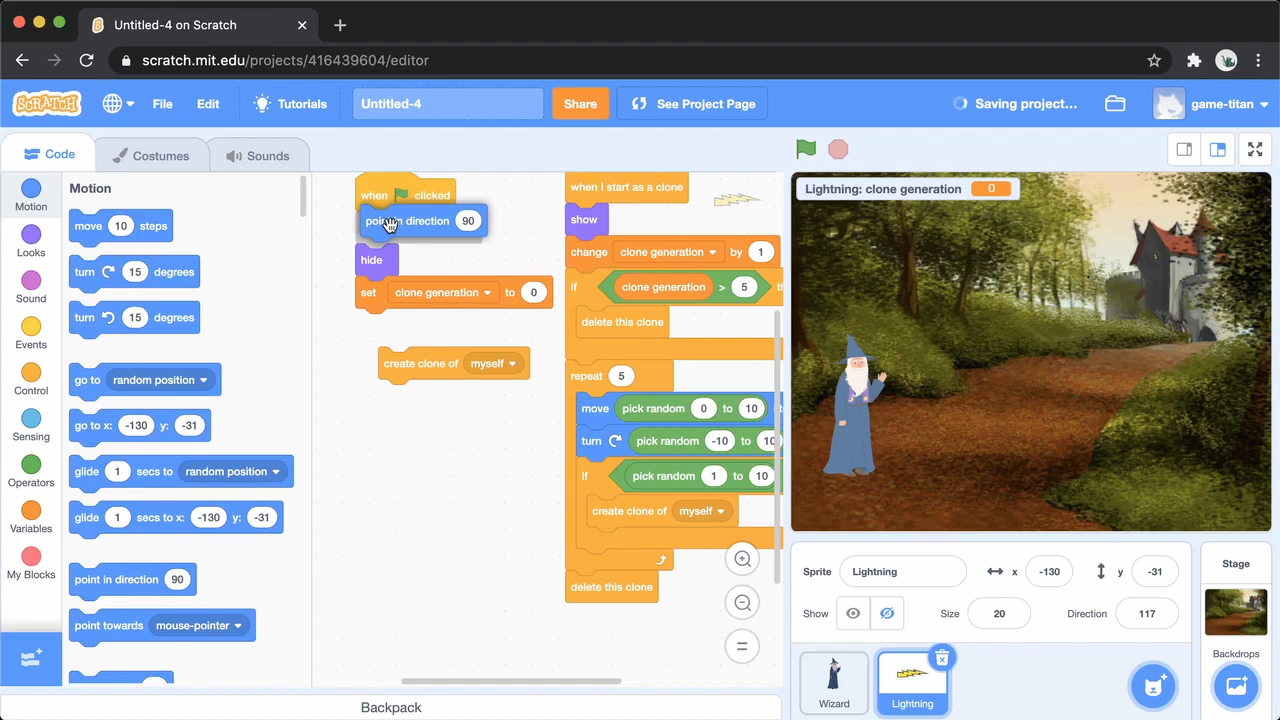 Untitled-4 on Scratch
scratch.mit.edu/projects/416439604/editor
SCRATCH File Edit Tutorials Untitled-4 Share See Project Page Saving project... game-titan
Code Costumes Sounds
Motion
Looks
Sound
Events
Control
Sensing
Operators
Variables
My Blocks
Motion
move 10 steps
turn 15 degrees
turn 15 degrees
go to random position
go to x: -130 y: -31
glide 1 secs to random position
glide 1 secs to x: -130 y: -31
point in direction 90
point towards mouse-pointer
when clicked
point in direction 90
hide
set clone generation to 0
create clone of myself
when I start as a clone
show
change clone generation by 1
if clone generation > 5
delete this clone
repeat 5
move pick random 0 to 10
turn pick random -10 to 10
if pick random 1 to 10
create clone of myself
delete this clone
Backpack
Lightning: clone generation 0
Sprite Lightning x -130 y -31
Show Size 20 Direction 117
Wizard
Lightning
Stage
Backdrops